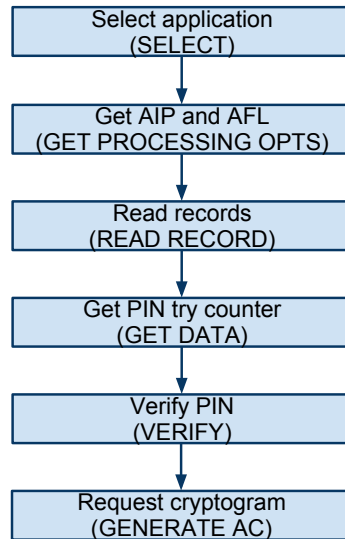 Select application
(SELECT)
Get AIP and AFL
(GET PROCESSING OPTS)
Read records
(READ RECORD)
Get PIN try counter
(GET DATA)
Verify PIN
(VERIFY)
Request cryptogram
(GENERATE AC)